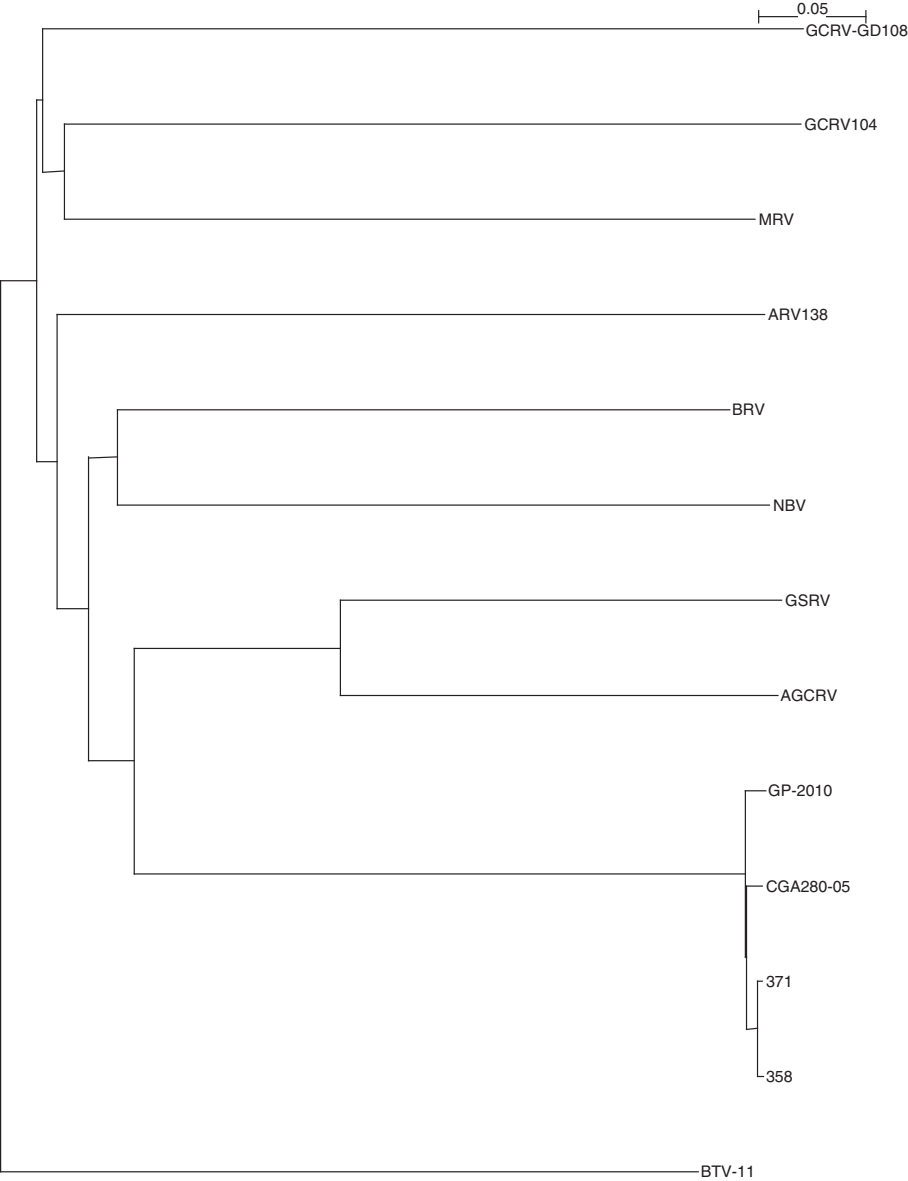 0.05
GCRV-GD108
GCRV104
MRV
ARV138
BRV
NBV
GSRV
AGCRV
GP-2010
CGA280-05
371
358
BTV-11